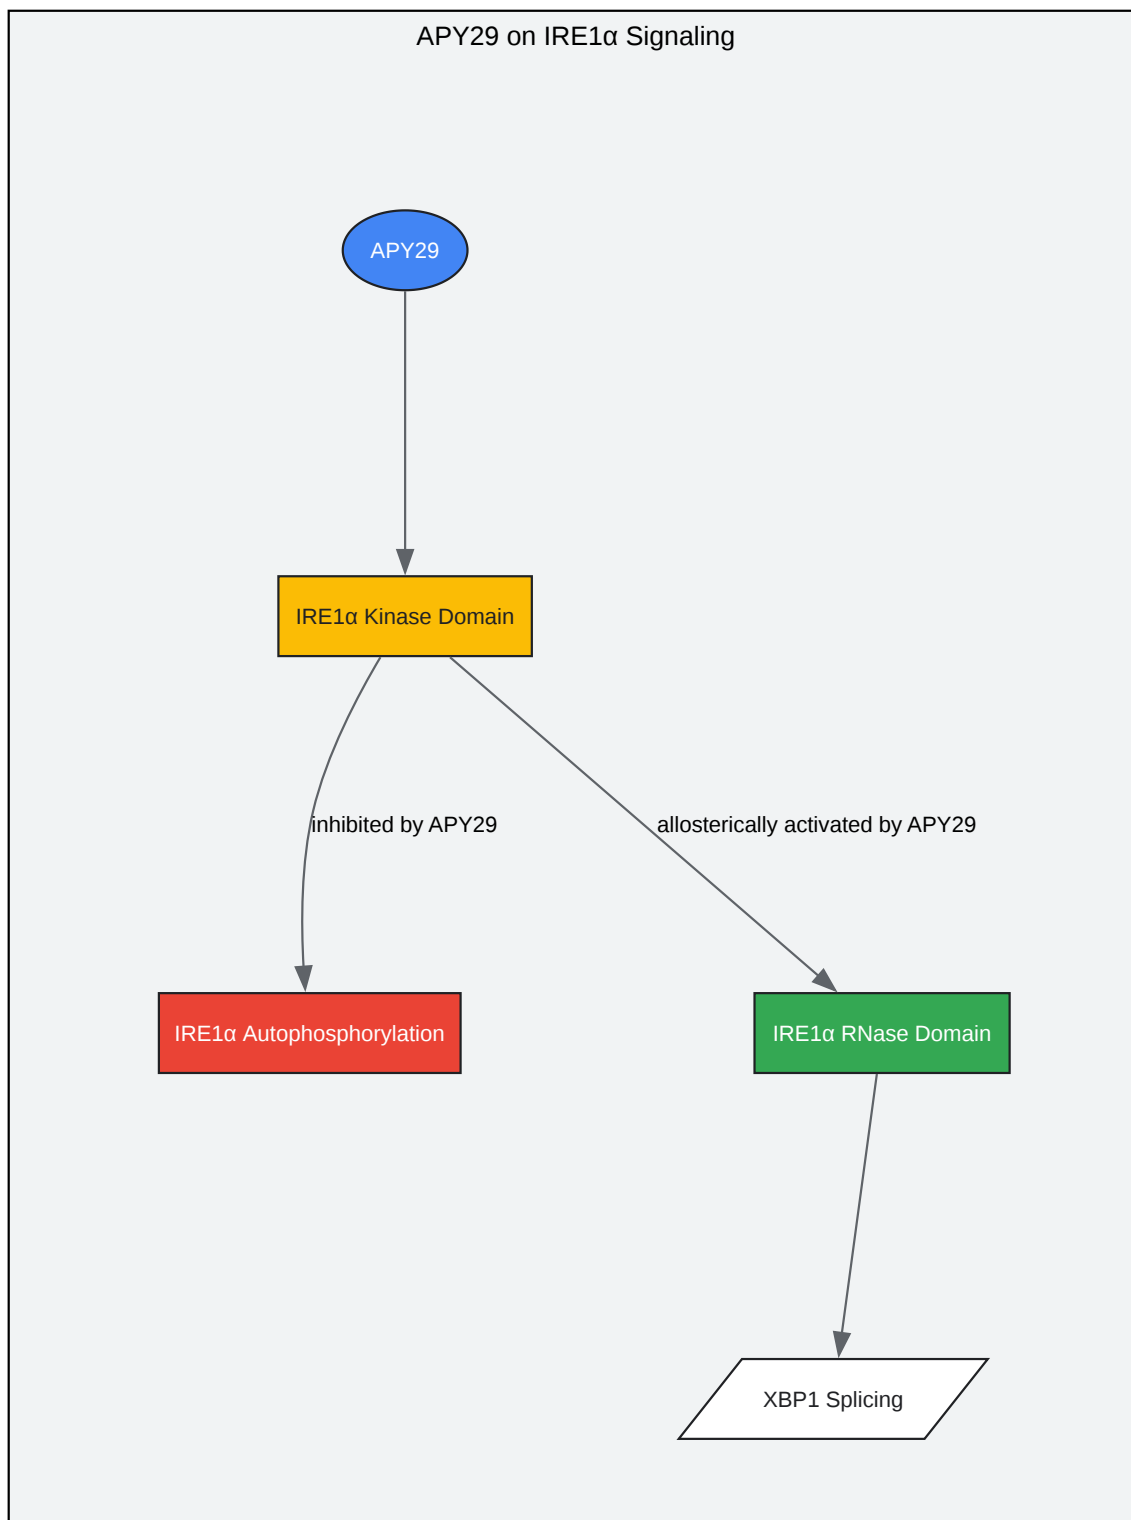 APY29 on IRE1α Signaling
APY29
IRE1α Kinase Domain
inhibited by APY29
allosterically activated by APY29
IRE1α Autophosphorylation
IRE1α RNase Domain
XBP1 Splicing